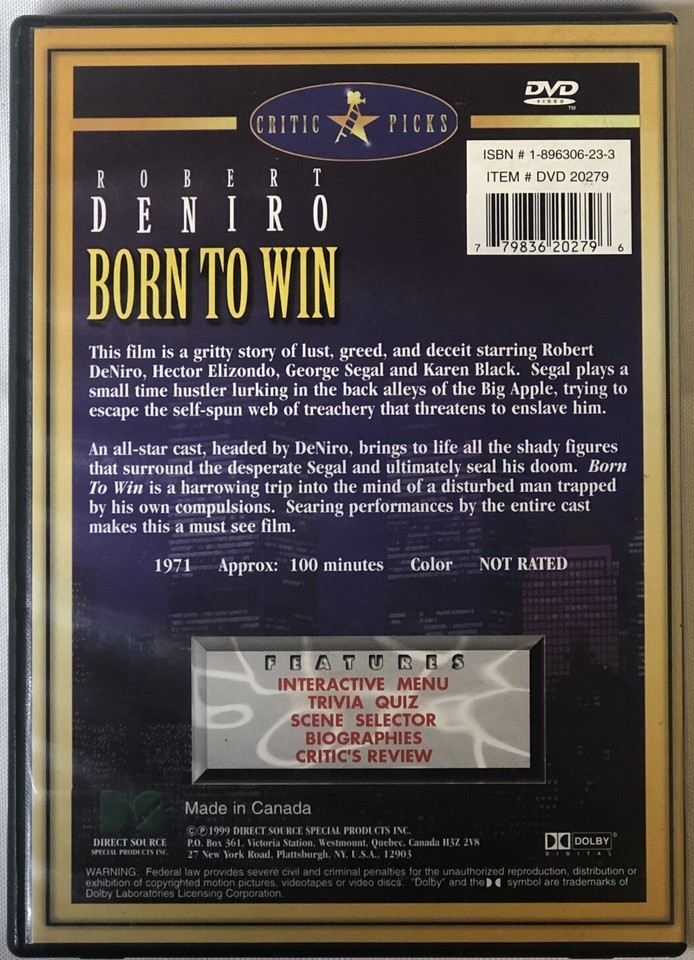 CRITIC PICKS
DVD
VIDEO
TM
ISBN # 1-896306-23-3
ITEM # DVD 20279
7 79836 20279 6
ROBERT
DENIRO
BORN TO WIN
This film is a gritty story of lust, greed, and deceit starring Robert
DeNiro, Hector Elizondo, George Segal and Karen Black. Segal plays a
small time hustler lurking in the back alleys of the Big Apple, trying to
escape the self-spun web of treachery that threatens to enslave him.
An all-star cast, headed by DeNiro, brings to life all the shady figures
that surround the desperate Segal and ultimately seal his doom. Born
To Win is a harrowing trip into the mind of a disturbed man trapped
by his own compulsions. Searing performances by the entire cast
makes this a must see film.
1971 Approx: 100 minutes Color NOT RATED
FEATURES
INTERACTIVE MENU
TRIVIA QUIZ
SCENE SELECTOR
BIOGRAPHIES
CRITIC'S REVIEW
Made in Canada
DIRECT SOURCE
SPECIAL PRODUCTS INC.
©℗1999 DIRECT SOURCE SPECIAL PRODUCTS INC.
P.O. Box 361, Victoria Station, Westmount, Quebec, Canada H3Z 2V8
27 New York Road, Plattsburgh, NY, U.S.A., 12903
DOLBY®
DIGITAL
WARNING: Federal law provides severe civil and criminal penalties for the unauthorized reproduction, distribution or
exhibition of copyrighted motion pictures, videotapes or video discs. "Dolby" and the symbol are trademarks of
Dolby Laboratories Licensing Corporation.